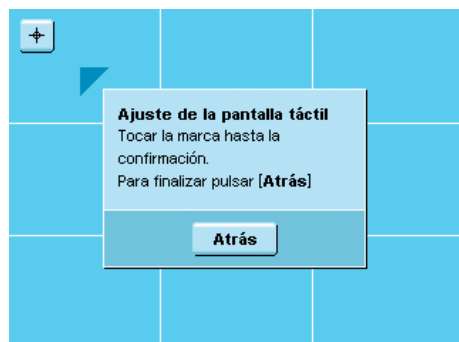 Ajuste de la pantalla táctil
Tocar la marca hasta la
confirmación.
Para finalizar pulsar [Atrás]
Atrás